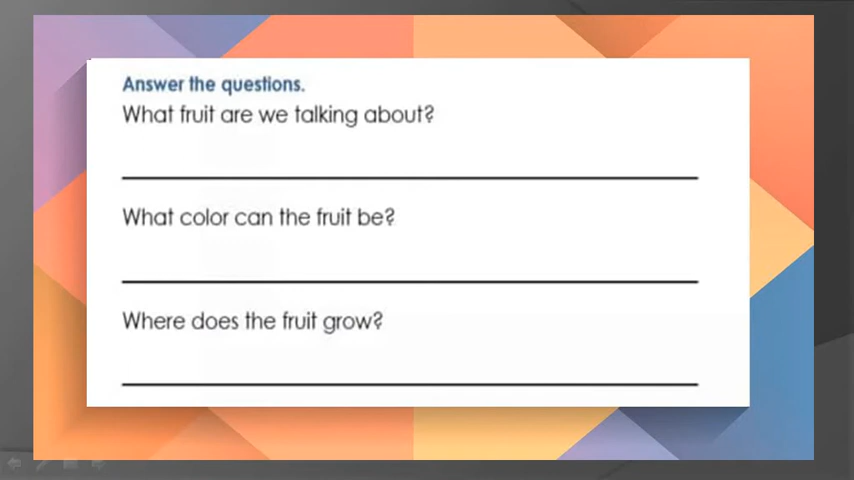 Answer the questions.
What fruit are we talking about?
What color can the fruit be?
Where does the fruit grow?